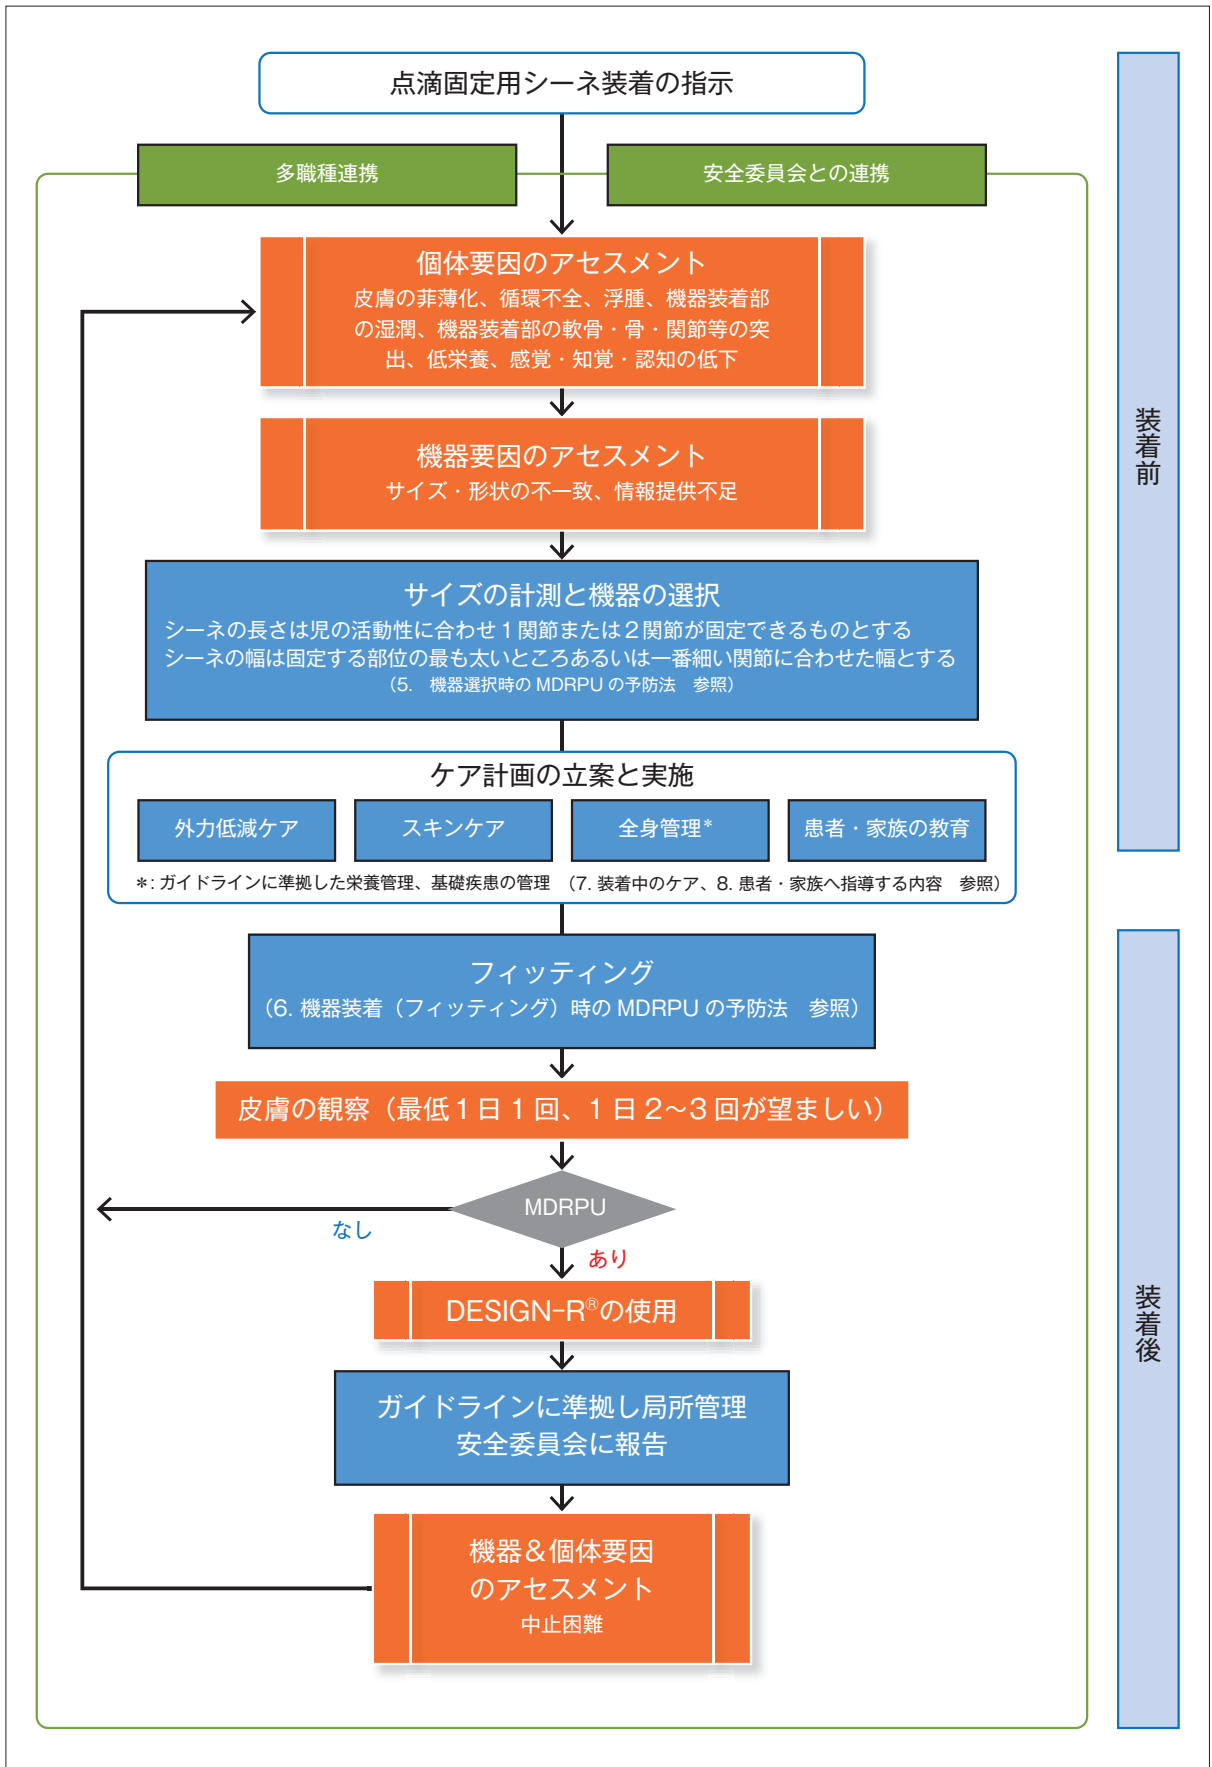 点滴固定用シーネ装着の指示
多職種連携
安全委員会との連携
個体要因のアセスメント
皮膚の菲薄化、循環不全、浮腫、機器装着部
の湿潤、機器装着部の軟骨・骨・関節等の突
出、低栄養、感覚・知覚・認知の低下
機器要因のアセスメント
サイズ・形状の不一致、情報提供不足
サイズの計測と機器の選択
シーネの長さは児の活動性に合わせ１関節または２関節が固定できるものとする
シーネの幅は固定する部位の最も太いところあるいは一番細い関節に合わせた幅とする
（5.　機器選択時の MDRPU の予防法　参照）
装着前
ケア計画の立案と実施
外力低減ケア
スキンケア
全身管理*
患者・家族の教育
*：ガイドラインに準拠した栄養管理、基礎疾患の管理　（7. 装着中のケア、8. 患者・家族へ指導する内容　参照）
フィッティング
（6. 機器装着（フィッティング）時の MDRPU の予防法　参照）
皮膚の観察（最低１日１回、１日２〜３回が望ましい）
MDRPU
なし
あり
DESIGN-R®の使用
ガイドラインに準拠し局所管理
安全委員会に報告
機器＆個体要因
のアセスメント
中止困難
装着後